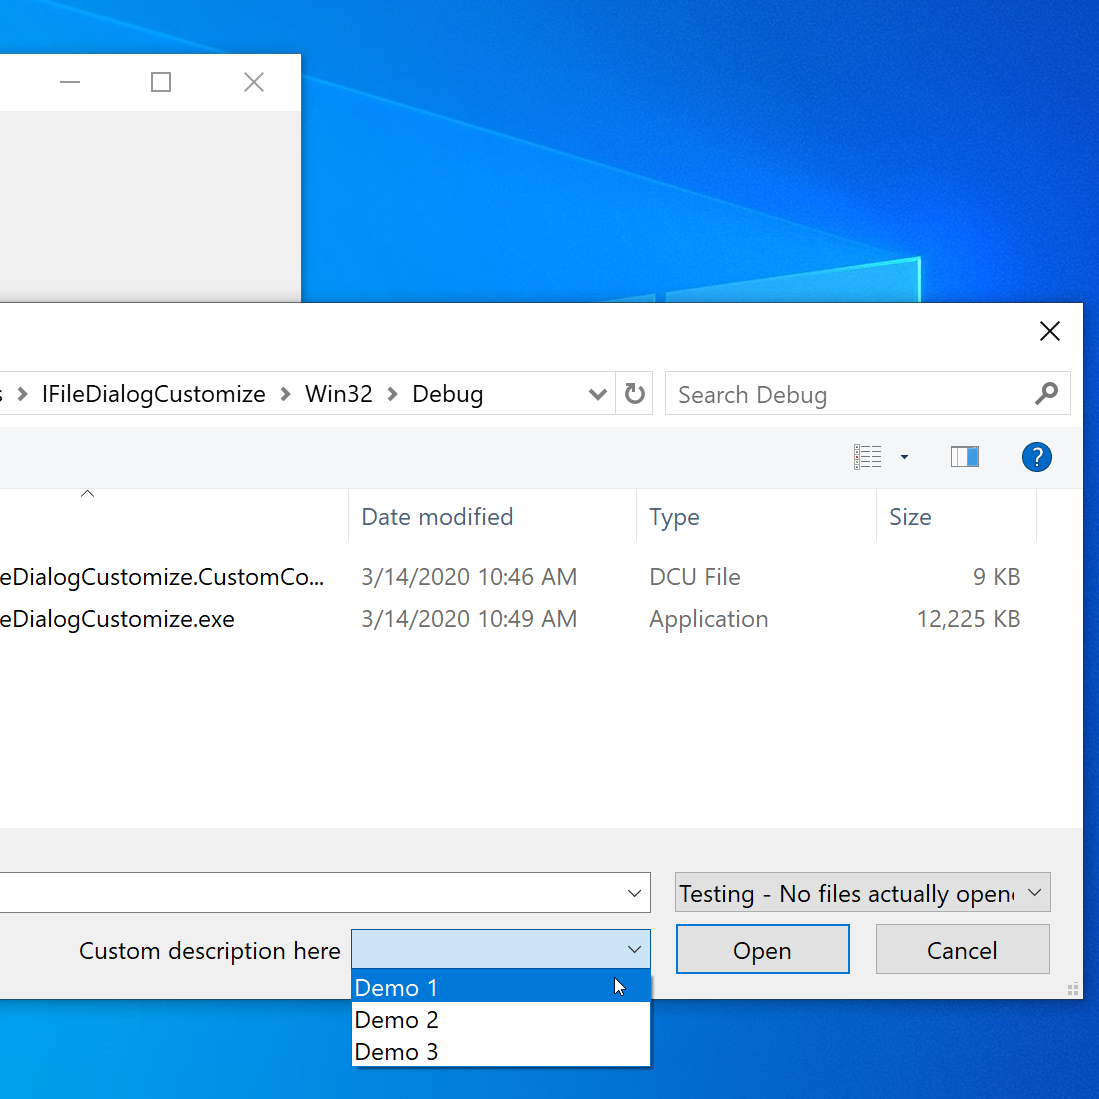 IFileDialogCustomize > Win32 > Debug
Search Debug
?
Date modified Type Size
eDialogCustomize.CustomCo... 3/14/2020 10:46 AM DCU File 9 KB
eDialogCustomize.exe 3/14/2020 10:49 AM Application 12,225 KB
Testing - No files actually opene
Custom description here
Open Cancel
Demo 1
Demo 2
Demo 3